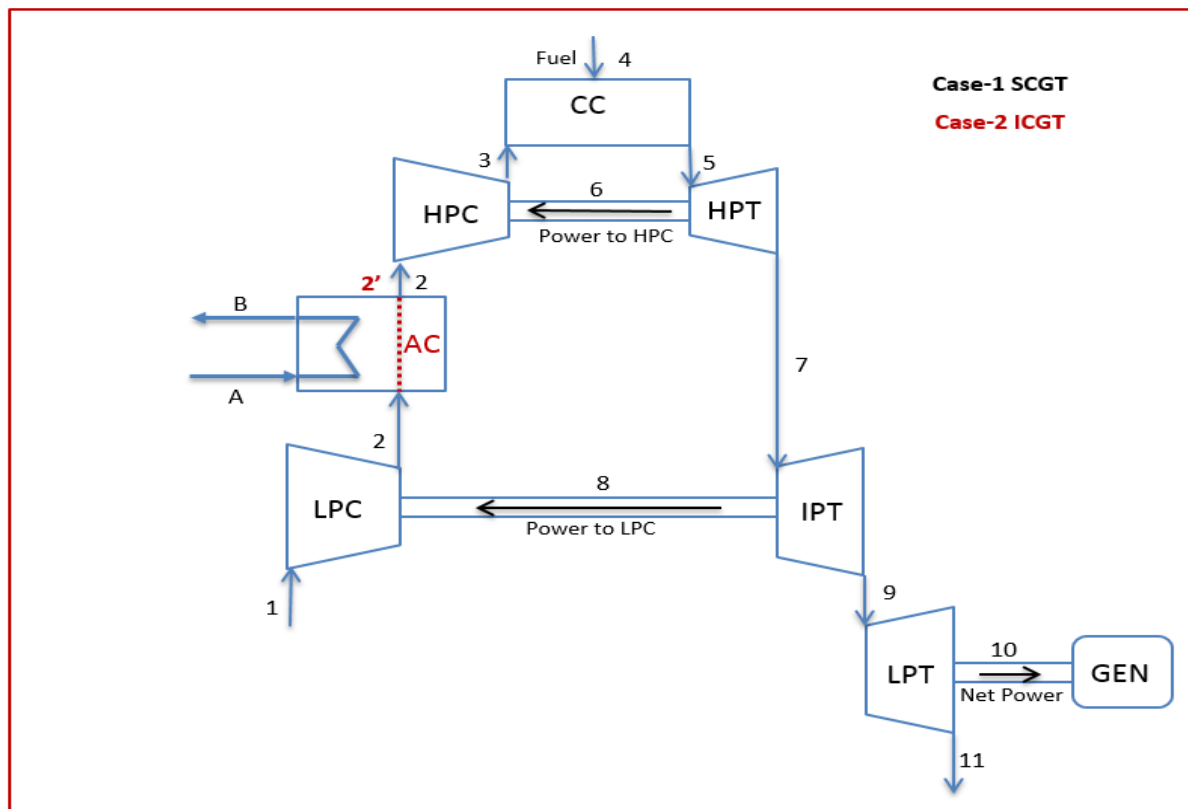 Fuel 4
Case-1 SCGT
CC
Case-2 ICGT
3
5
6
HPC
HPT
Power to HPC
2’ 2
B
AC
7
A
2
8
LPC
IPT
Power to LPC
9
1
10
LPT
GEN
Net Power
11